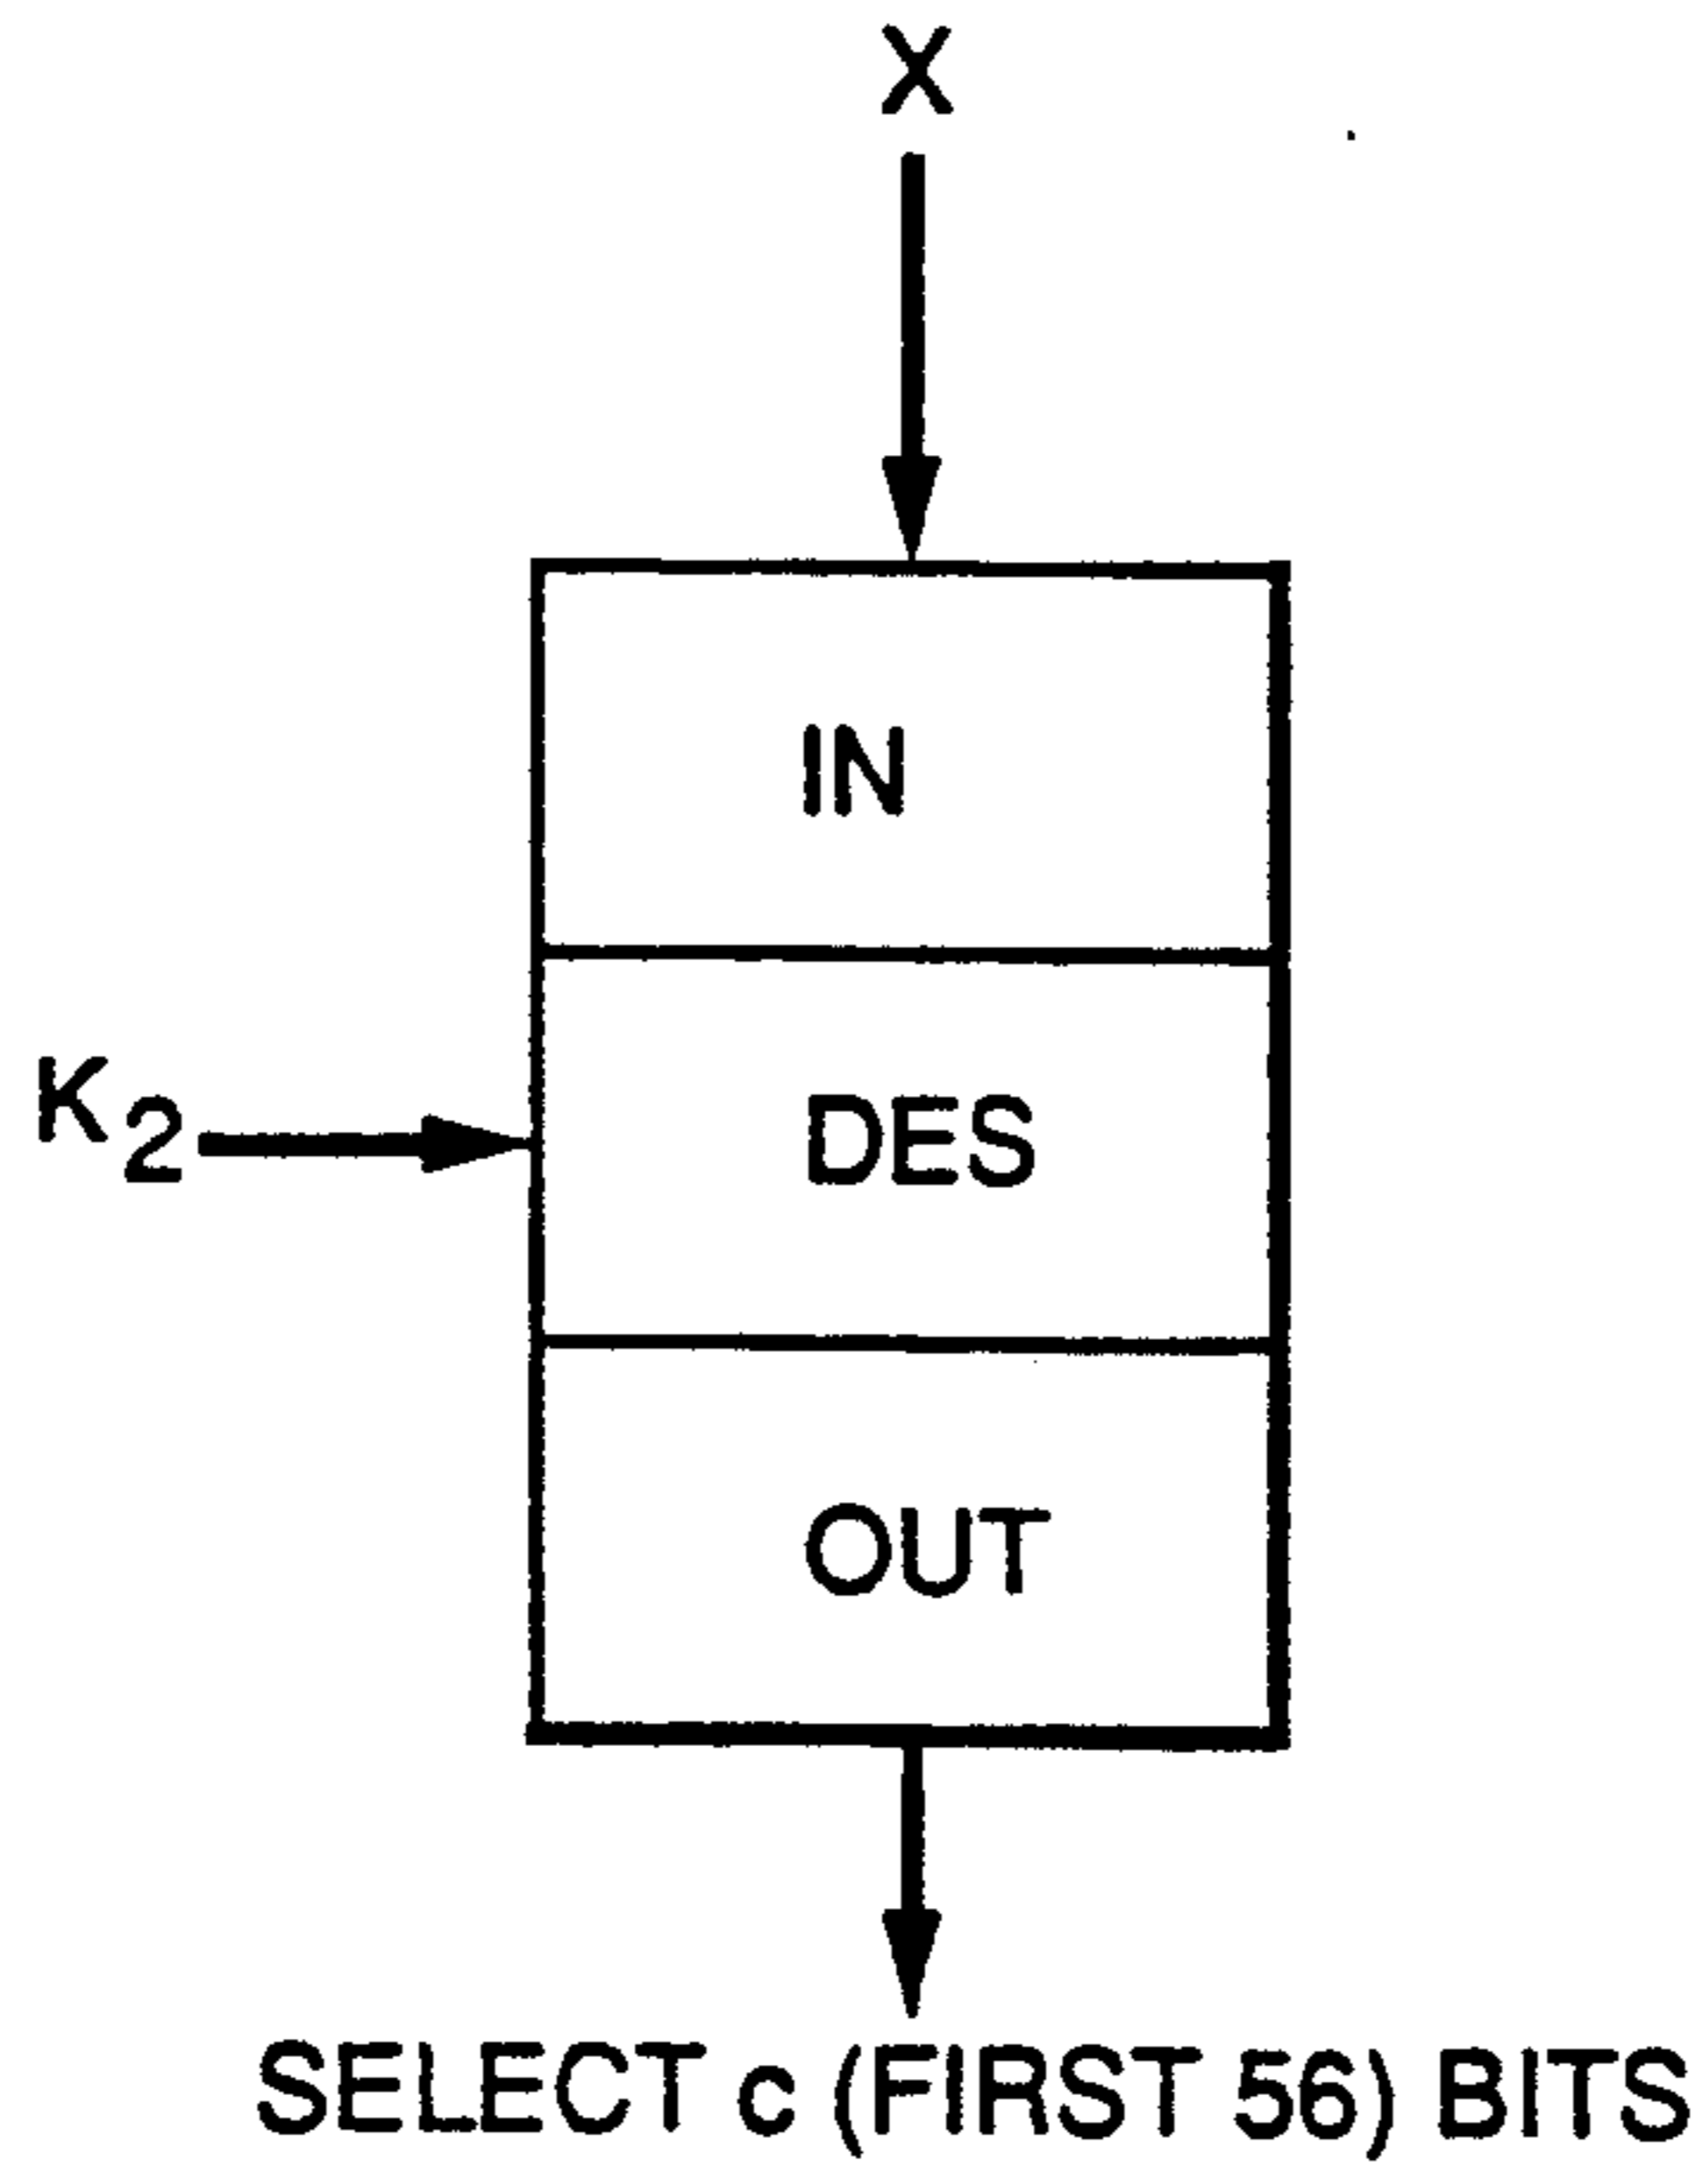 X
IN
K2
DES
OUT
SELECT c (FIRST 56) BITS